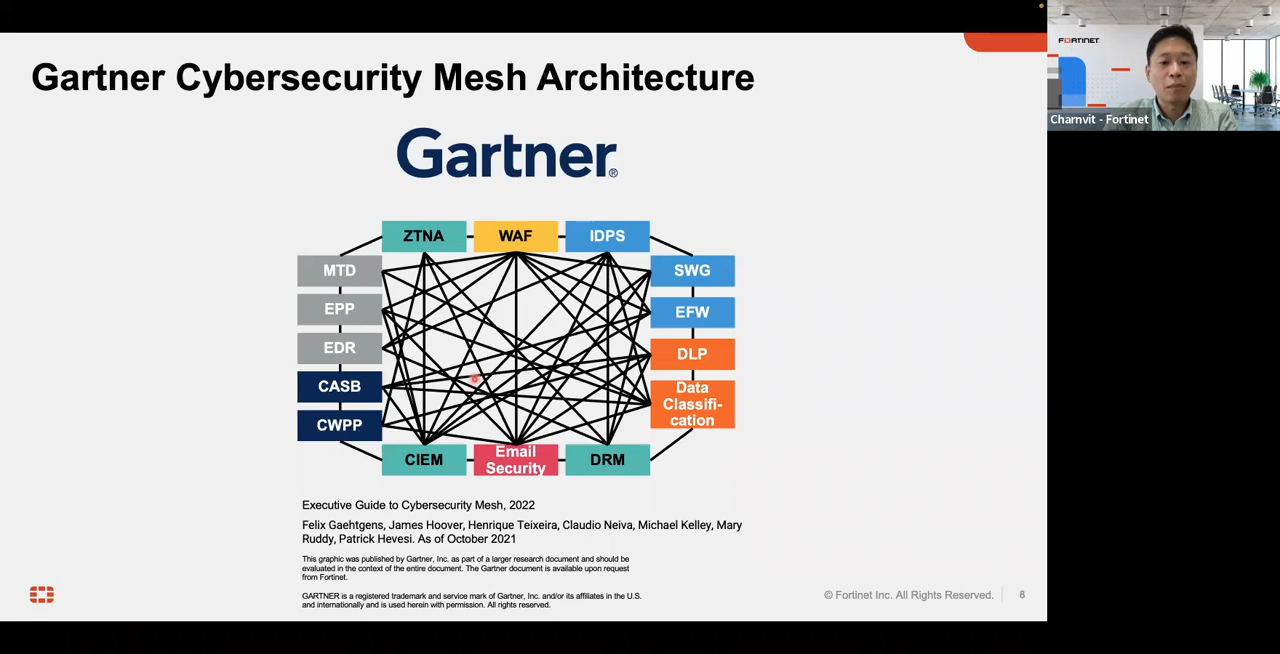 Gartner Cybersecurity Mesh Architecture
FORTINET
Charnvit - Fortinet
Gartner®
ZTNA
WAF
IDPS
MTD
SWG
EPP
EFW
EDR
DLP
CASB
Data
Classifi-
cation
CWPP
CIEM
Email
Security
DRM
Executive Guide to Cybersecurity Mesh, 2022
Felix Gaehtgens, James Hoover, Henrique Teixeira, Claudio Neiva, Michael Kelley, Mary
Ruddy, Patrick Hevesi. As of October 2021
This graphic was published by Gartner, Inc. as part of a larger research document and should be
evaluated in the context of the entire document. The Gartner document is available upon request
from Fortinet.
GARTNER is a registered trademark and service mark of Gartner, Inc. and/or its affiliates in the U.S.
and internationally and is used herein with permission. All rights reserved.
© Fortinet Inc. All Rights Reserved.
8